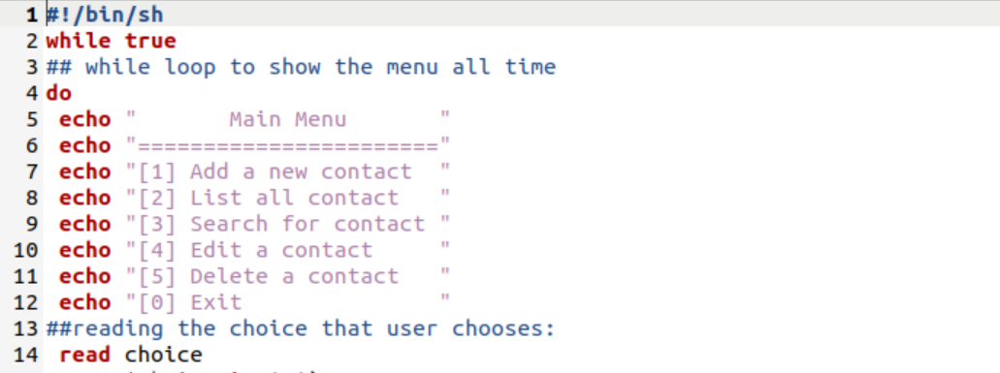 1 #!/bin/sh
2 while true
3 ## while loop to show the menu all time
4 do
5  echo "       Main Menu       "
6  echo "======================="
7  echo "[1] Add a new contact  "
8  echo "[2] List all contact   "
9  echo "[3] Search for contact "
10  echo "[4] Edit a contact     "
11  echo "[5] Delete a contact   "
12  echo "[0] Exit               "
13 ##reading the choice that user chooses:
14  read choice